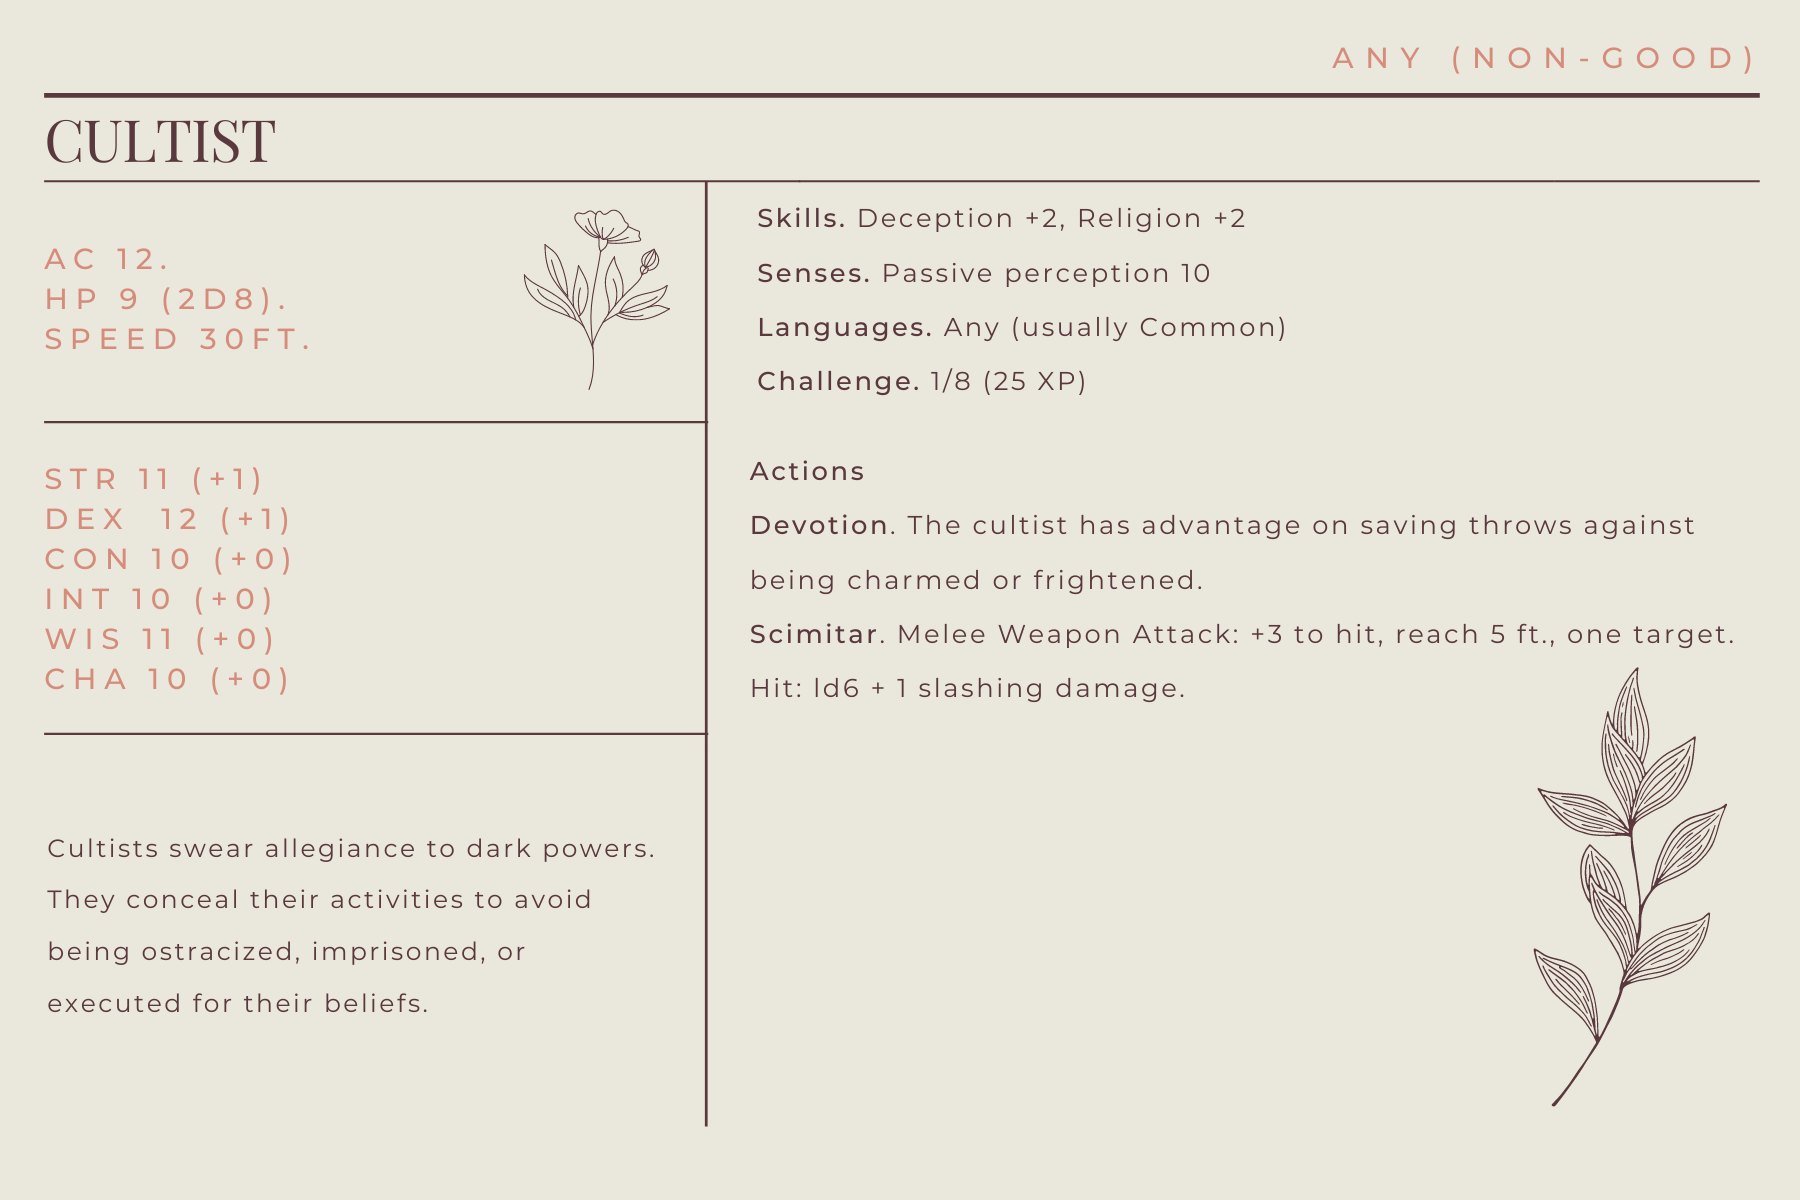 ANY (NON-GOOD)
CULTIST
AC 12.
HP 9 (2D8).
SPEED 30FT.
STR 11 (+1)
DEX 12 (+1)
CON 10 (+0)
INT 10 (+0)
WIS 11 (+0)
CHA 10 (+0)
Cultists swear allegiance to dark powers.
They conceal their activities to avoid
being ostracized, imprisoned, or
executed for their beliefs.
Skills. Deception +2, Religion +2
Senses. Passive perception 10
Languages. Any (usually Common)
Challenge. 1/8 (25 XP)
Actions
Devotion. The cultist has advantage on saving throws against
being charmed or frightened.
Scimitar. Melee Weapon Attack: +3 to hit, reach 5 ft., one target.
Hit: ld6 + 1 slashing damage.